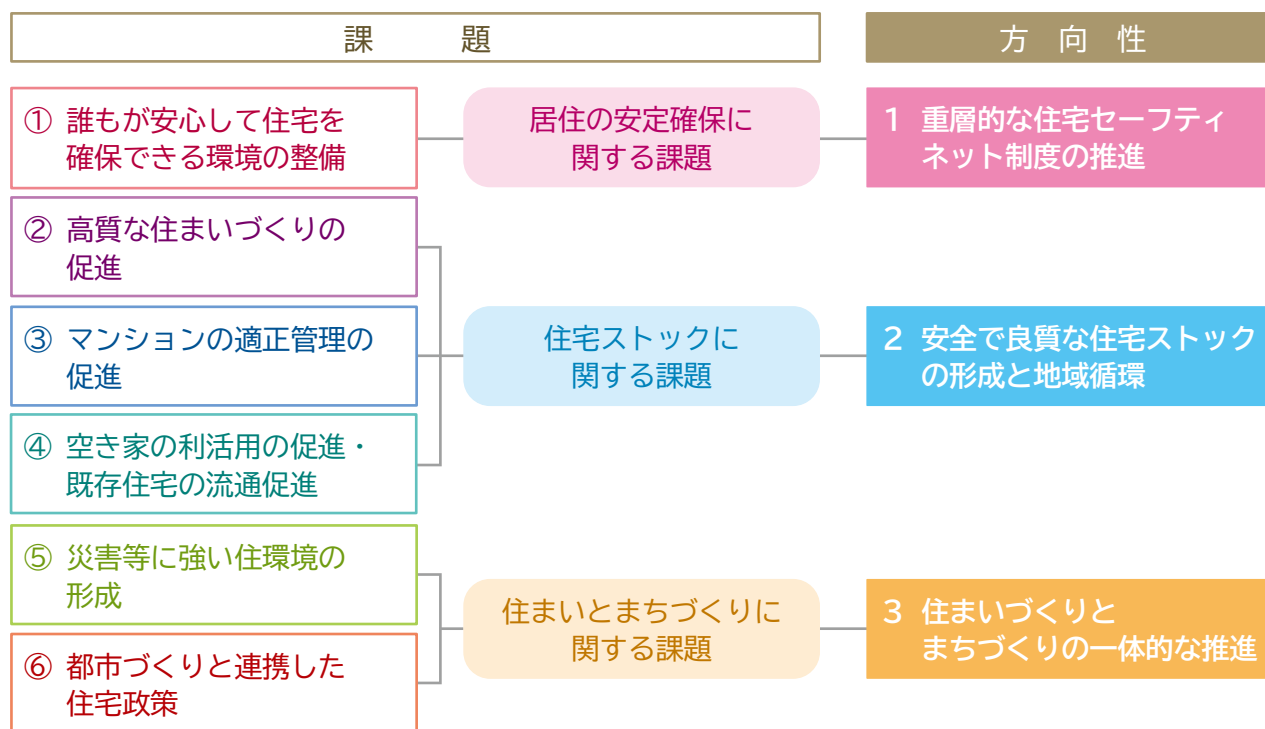 課題
方向性
① 誰もが安心して住宅を
確保できる環境の整備
居住の安定確保に
関する課題
1 重層的な住宅セーフティ
ネット制度の推進
② 高質な住まいづくりの
促進
③ マンションの適正管理の
促進
④ 空き家の利活用の促進・
既存住宅の流通促進
住宅ストックに
関する課題
2 安全で良質な住宅ストック
の形成と地域循環
⑤ 災害等に強い住環境の
形成
⑥ 都市づくりと連携した
住宅政策
住まいとまちづくりに
関する課題
3 住まいづくりと
まちづくりの一体的な推進